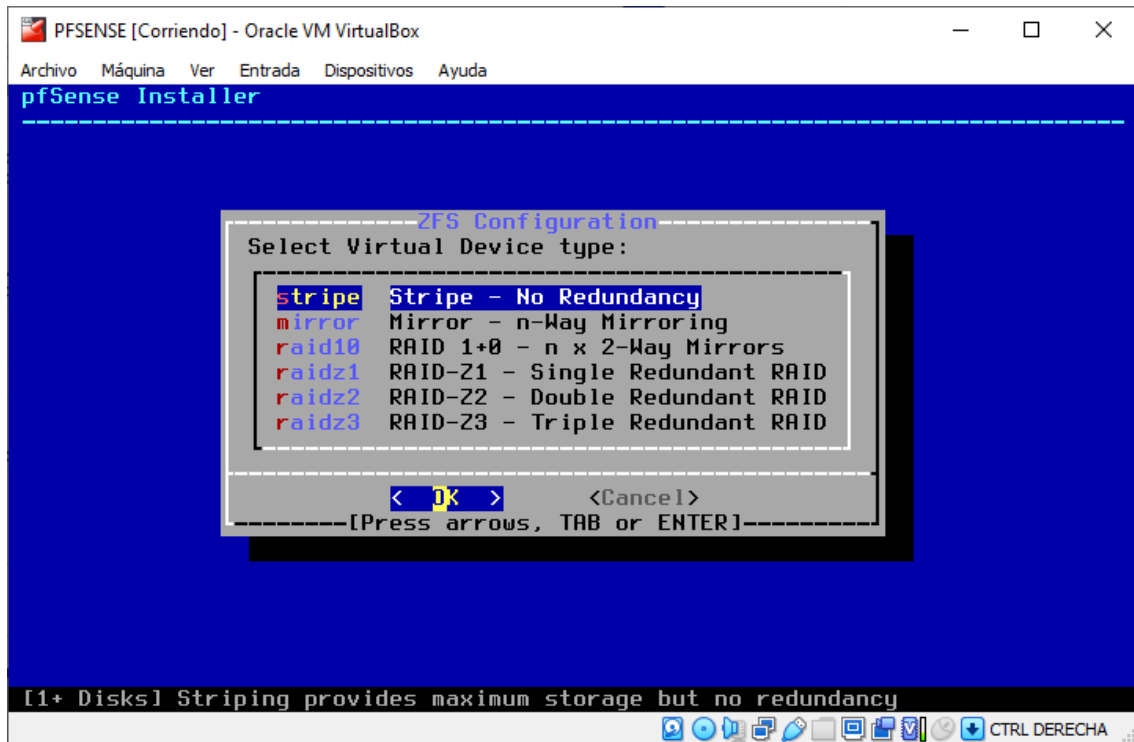 PFSENSE [Corriendo] - Oracle VM VirtualBox
Archivo Máquina Ver Entrada Dispositivos Ayuda
pfSense Installer
ZFS Configuration
Select Virtual Device type:
stripe Stripe - No Redundancy
mirror Mirror - n-Way Mirroring
raid10 RAID 1+0 - n x 2-Way Mirrors
raidz1 RAID-Z1 - Single Redundant RAID
raidz2 RAID-Z2 - Double Redundant RAID
raidz3 RAID-Z3 - Triple Redundant RAID
< OK > <Cancel>
[Press arrows, TAB or ENTER]
[1+ Disks] Striping provides maximum storage but no redundancy
CTRL DERECHA